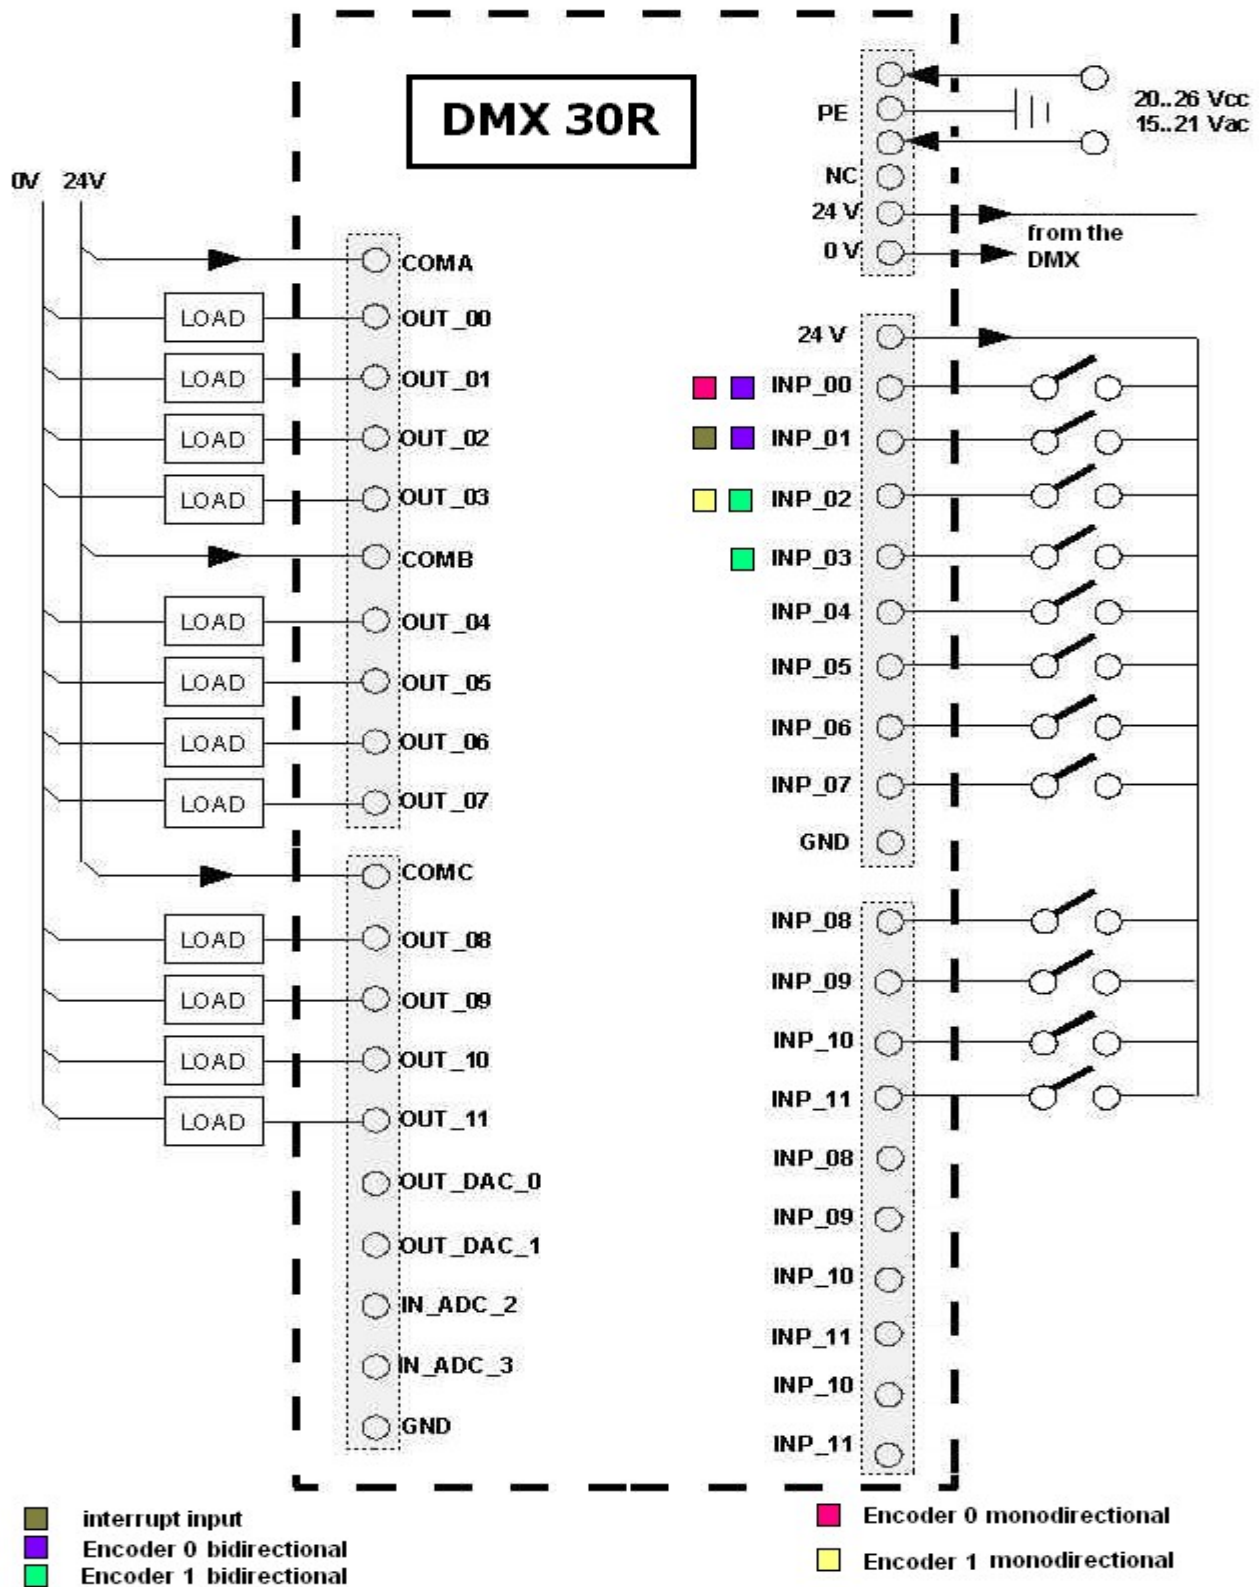 DMX 30R
20..26 Vcc
15..21 Vac
PE
NC
24 V
0 V
from the
DMX
0V 24V
COMA
LOAD OUT_00
LOAD OUT_01
LOAD OUT_02
LOAD OUT_03
COMB
LOAD OUT_04
LOAD OUT_05
LOAD OUT_06
LOAD OUT_07
COMC
LOAD OUT_08
LOAD OUT_09
LOAD OUT_10
LOAD OUT_11
OUT_DAC_0
OUT_DAC_1
IN_ADC_2
IN_ADC_3
GND
24 V
INP_00
INP_01
INP_02
INP_03
INP_04
INP_05
INP_06
INP_07
GND
INP_08
INP_09
INP_10
INP_11
INP_08
INP_09
INP_10
INP_11
INP_10
INP_11
interrupt input
Encoder 0 bidirectional
Encoder 1 bidirectional
Encoder 0 monodirectional
Encoder 1 monodirectional